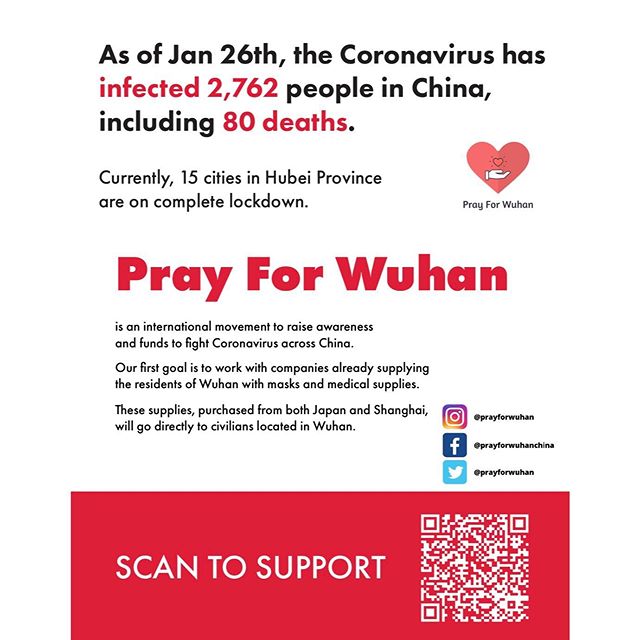 As of Jan 26th, the Coronavirus has
infected 2,762 people in China,
including 80 deaths.
Currently, 15 cities in Hubei Province
are on complete lockdown.
Pray For Wuhan
Pray For Wuhan
is an international movement to raise awareness
and funds to fight Coronavirus across China.
Our first goal is to work with companies already supplying
the residents of Wuhan with masks and medical supplies.
These supplies, purchased from both Japan and Shanghai,
will go directly to civilians located in Wuhan.
@prayforwuhan
@prayforwuhanchina
@prayforwuhan
SCAN TO SUPPORT